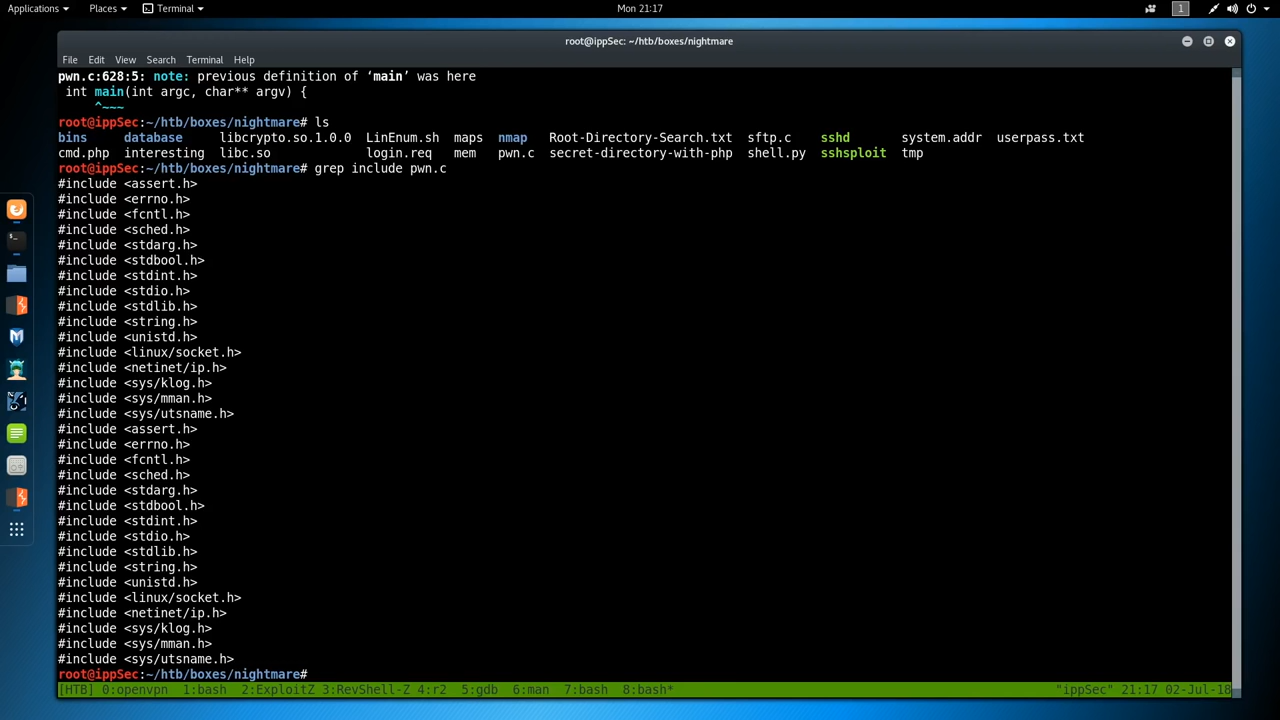 Applications Places Terminal Mon 21:17 1
root@ippSec: ~/htb/boxes/nightmare
File Edit View Search Terminal Help
pwn.c:628:5: note: previous definition of ‘main’ was here
int main(int argc, char** argv) {
^~~~
root@ippSec:~/htb/boxes/nightmare# ls
bins database libcrypto.so.1.0.0 LinEnum.sh maps nmap Root-Directory-Search.txt sftp.c sshd system.addr userpass.txt
cmd.php interesting libc.so login.req mem pwn.c secret-directory-with-php shell.py sshsploit tmp
root@ippSec:~/htb/boxes/nightmare# grep include pwn.c
#include <assert.h>
#include <errno.h>
#include <fcntl.h>
#include <sched.h>
#include <stdarg.h>
#include <stdbool.h>
#include <stdint.h>
#include <stdio.h>
#include <stdlib.h>
#include <string.h>
#include <unistd.h>
#include <linux/socket.h>
#include <netinet/ip.h>
#include <sys/klog.h>
#include <sys/mman.h>
#include <sys/utsname.h>
#include <assert.h>
#include <errno.h>
#include <fcntl.h>
#include <sched.h>
#include <stdarg.h>
#include <stdbool.h>
#include <stdint.h>
#include <stdio.h>
#include <stdlib.h>
#include <string.h>
#include <unistd.h>
#include <linux/socket.h>
#include <netinet/ip.h>
#include <sys/klog.h>
#include <sys/mman.h>
#include <sys/utsname.h>
root@ippSec:~/htb/boxes/nightmare#
[HTB] 0:openvpn 1:bash 2:ExploitZ 3:RevShell-Z 4:r2 5:gdb 6:man 7:bash 8:bash* "ippSec" 21:17 02-Jul-18